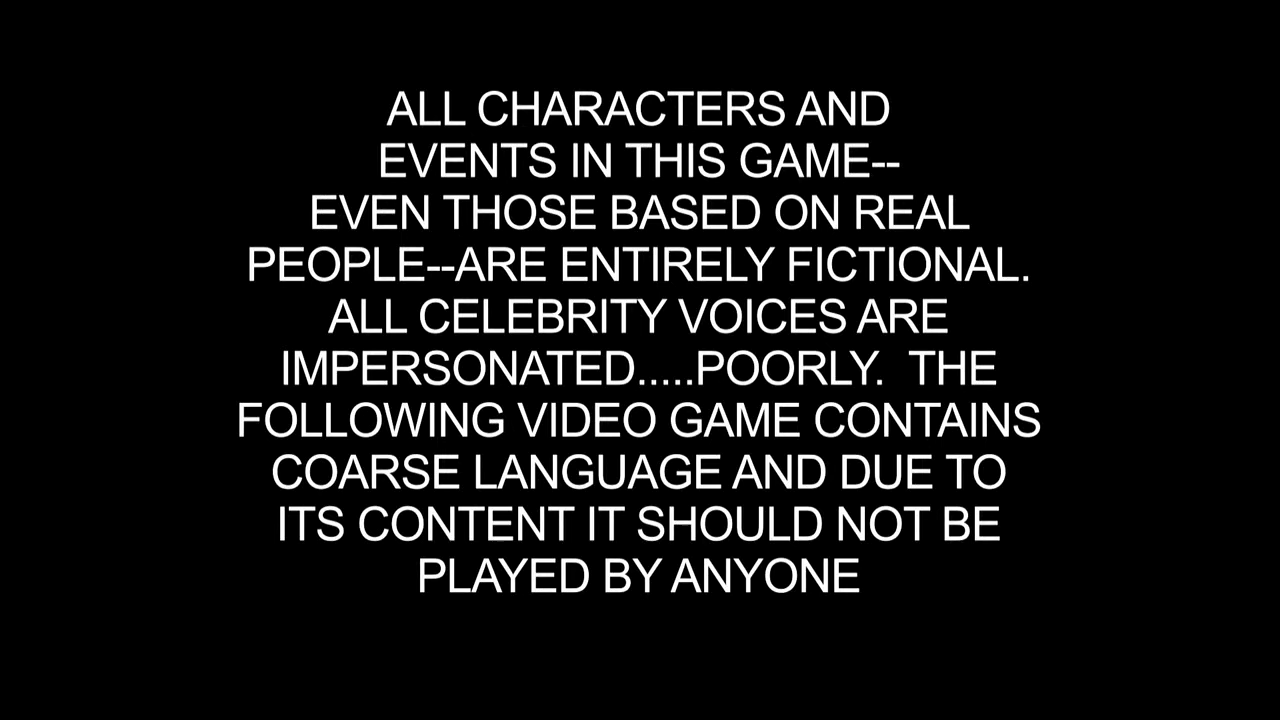 ALL CHARACTERS AND
EVENTS IN THIS GAME--
EVEN THOSE BASED ON REAL
PEOPLE--ARE ENTIRELY FICTIONAL.
ALL CELEBRITY VOICES ARE
IMPERSONATED.....POORLY.  THE
FOLLOWING VIDEO GAME CONTAINS
COARSE LANGUAGE AND DUE TO
ITS CONTENT IT SHOULD NOT BE
PLAYED BY ANYONE